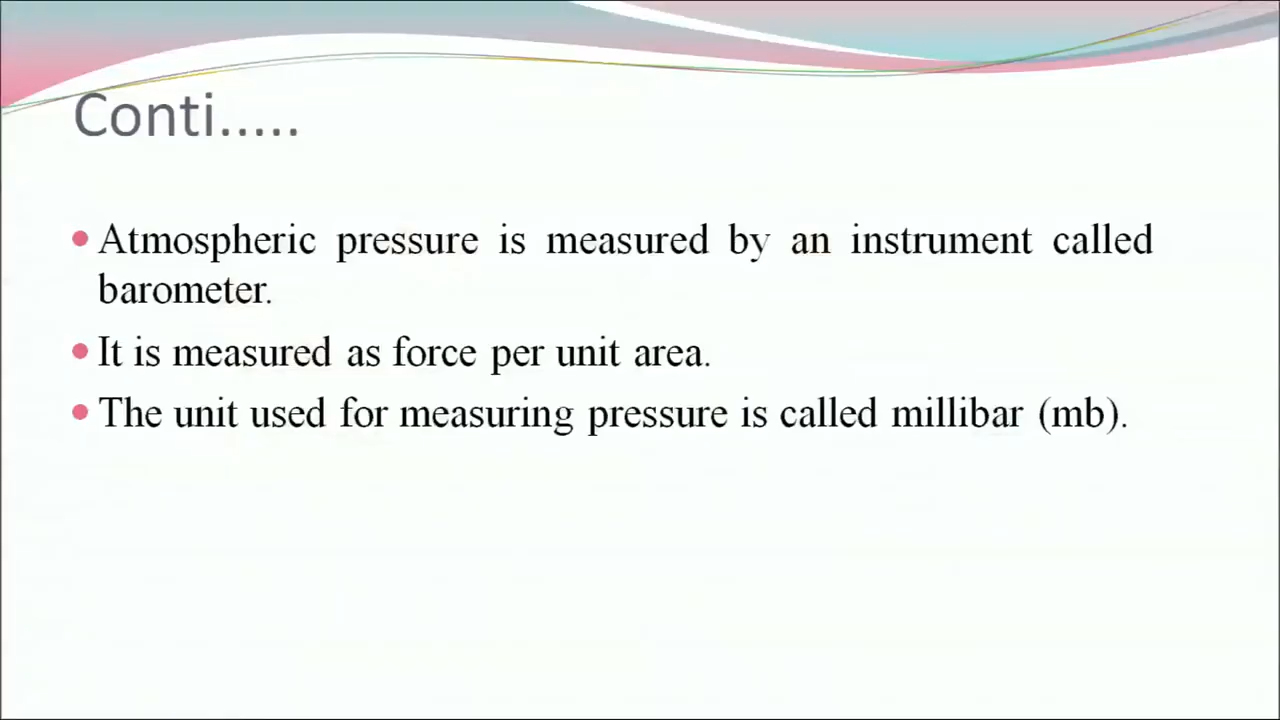 Conti.....
• Atmospheric pressure is measured by an instrument called
barometer.
• It is measured as force per unit area.
• The unit used for measuring pressure is called millibar (mb).